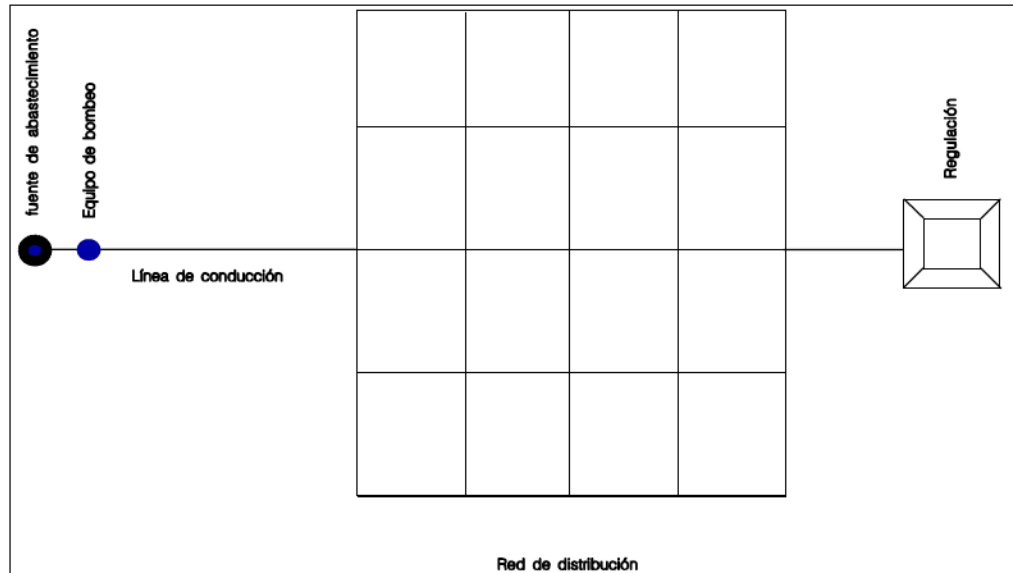 fuente de abastecimiento
Equipo de bombeo
Línea de conducción
Regulación
Red de distribución